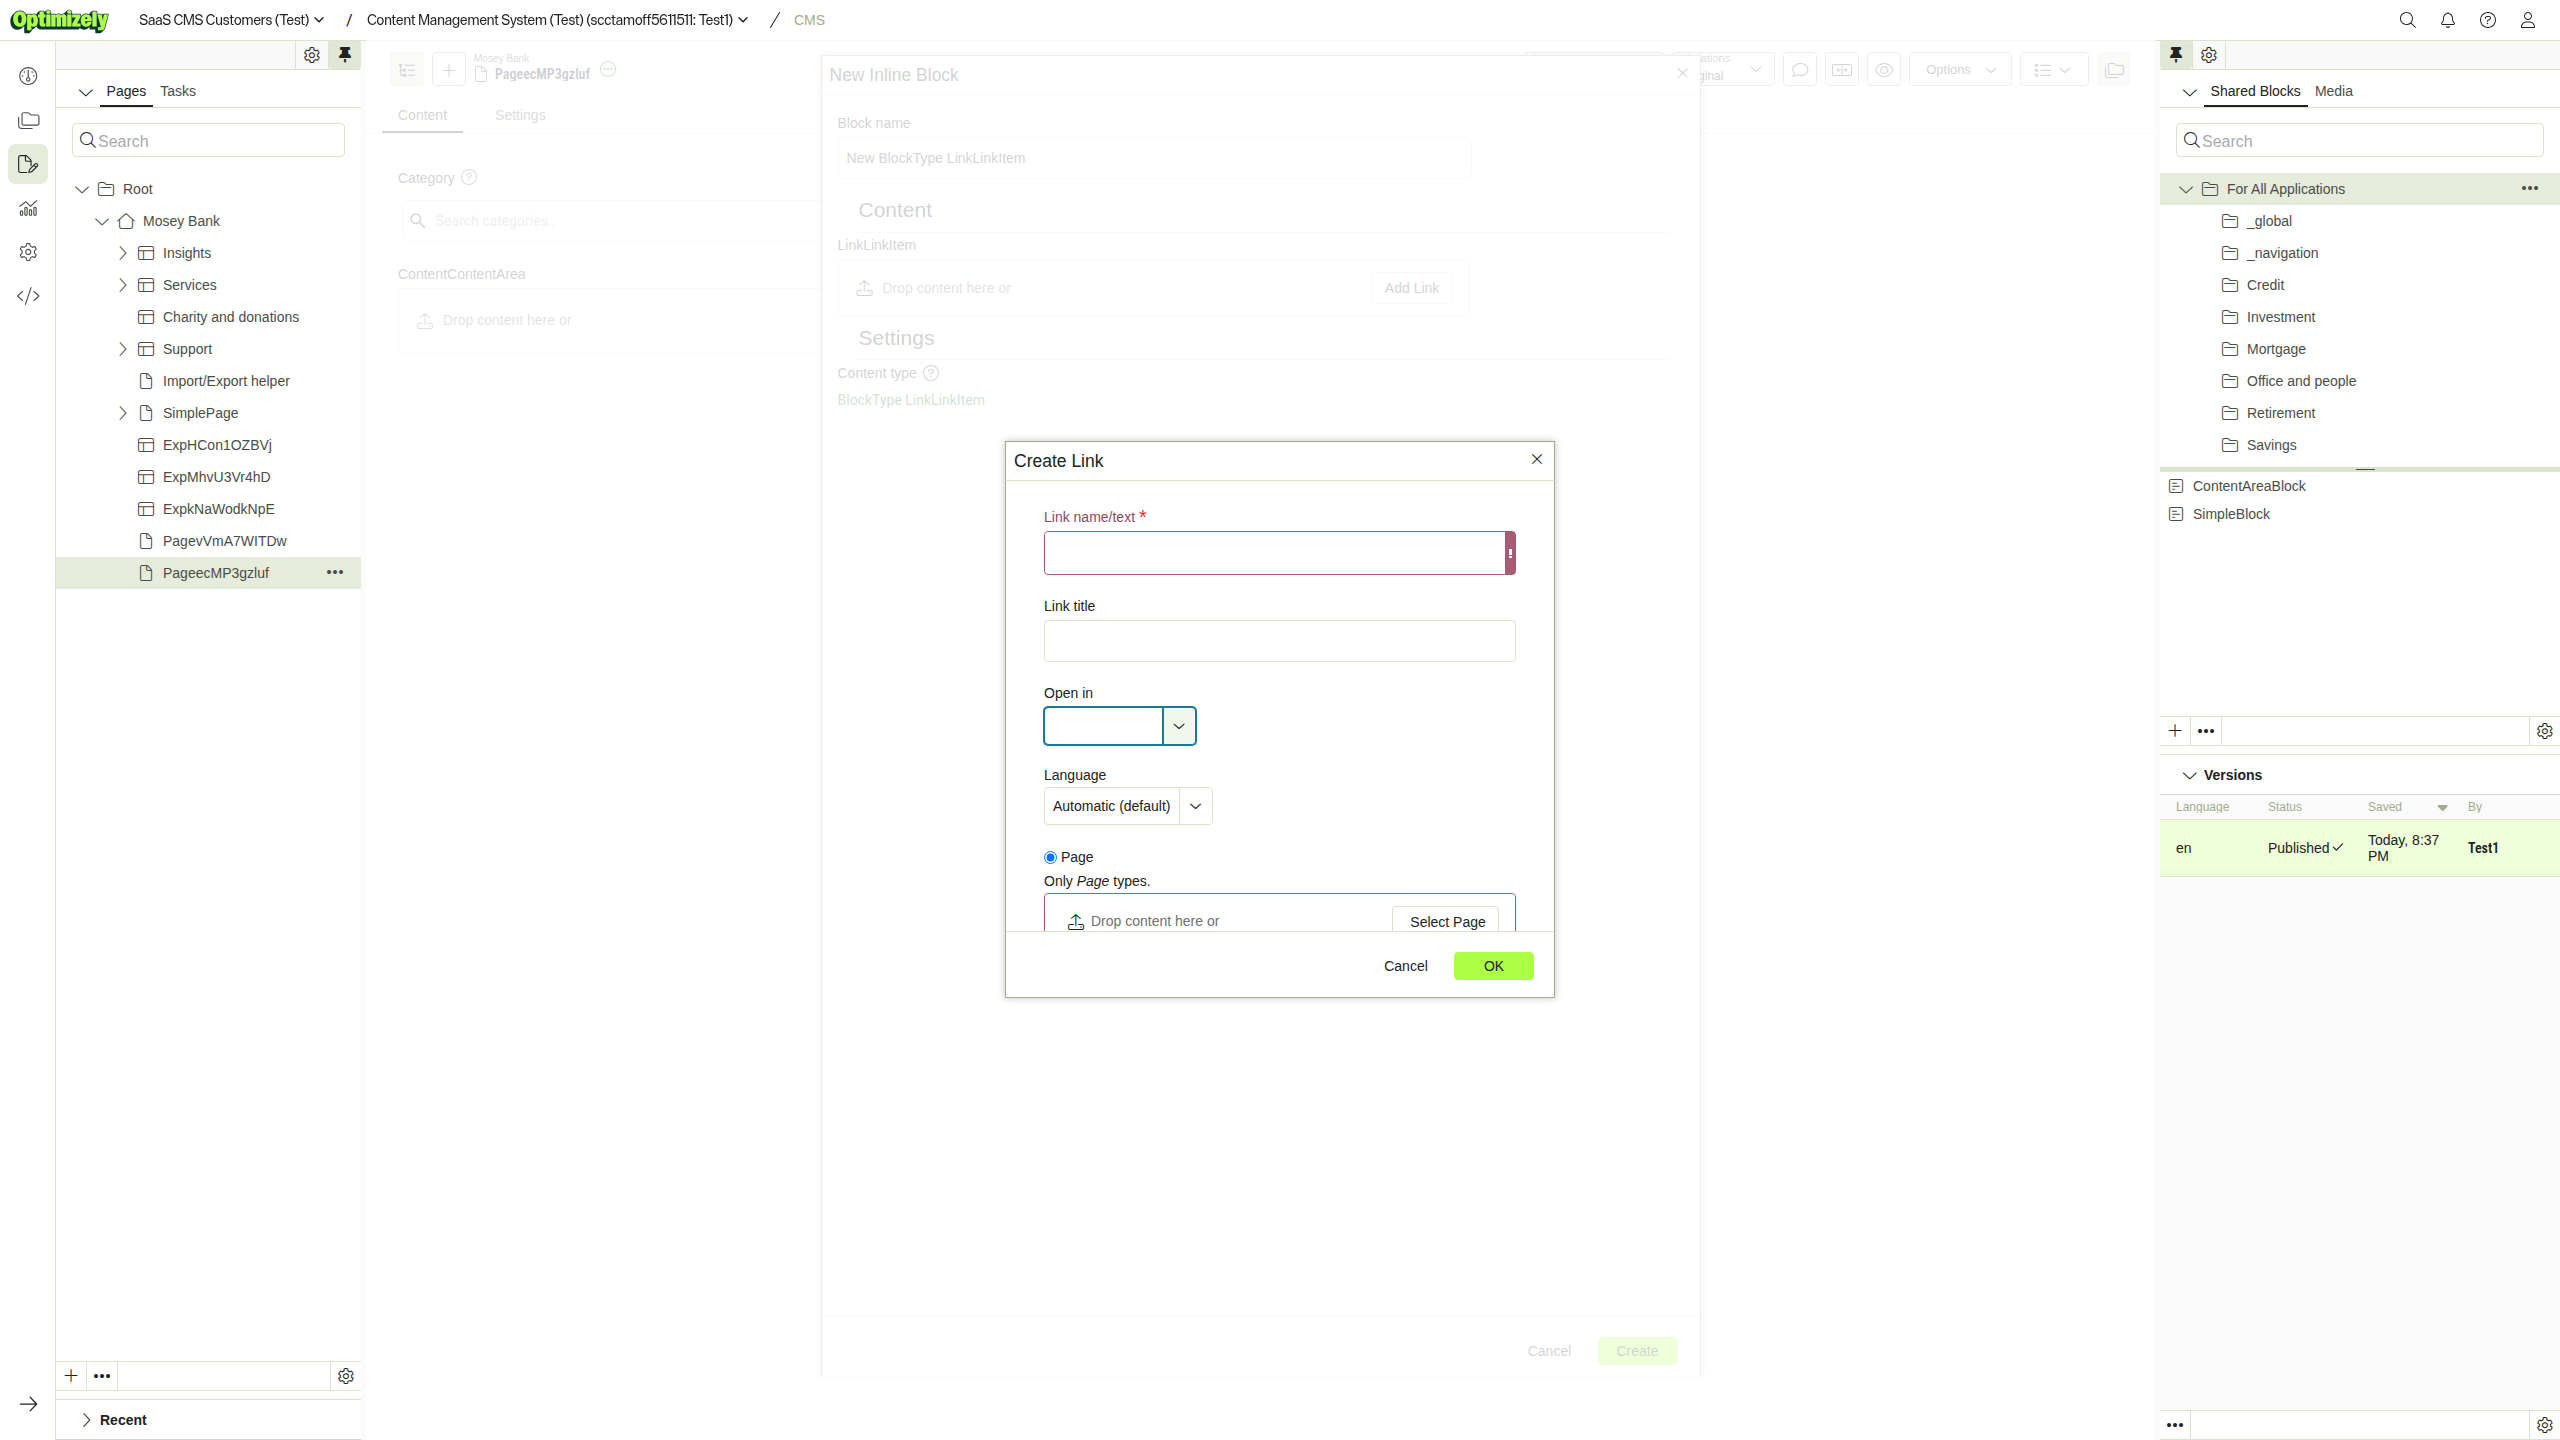 Optimizely
SaaS CMS Customers (Test) / Content Management System (Test) (scctamoff5611511: Test1) / CMS
Pages Tasks
Search
Root
Mosey Bank
Insights
Services
Charity and donations
Support
Import/Export helper
SimplePage
ExpHCon1OZBVj
ExpMhvU3Vr4hD
ExpkNaWodkNpE
PagevVmA7WITDw
PageecMP3gzluf
Recent
Mosey Bank
PageecMP3gzluf
Content Settings
Category
Search categories...
ContentContentArea
Drop content here or
Options
New Inline Block
Block name
New BlockType LinkLinkItem
Content
LinkLinkItem
Drop content here or Add Link
Settings
Content type
BlockType LinkLinkItem
Cancel Create
Create Link
Link name/text *
Link title
Open in
Language
Automatic (default)
Page
Only Page types.
Drop content here or Select Page
Cancel OK
Shared Blocks Media
Search
For All Applications
_global
_navigation
Credit
Investment
Mortgage
Office and people
Retirement
Savings
ContentAreaBlock
SimpleBlock
Versions
Language Status Saved By
en Published Today, 8:37 PM Test1